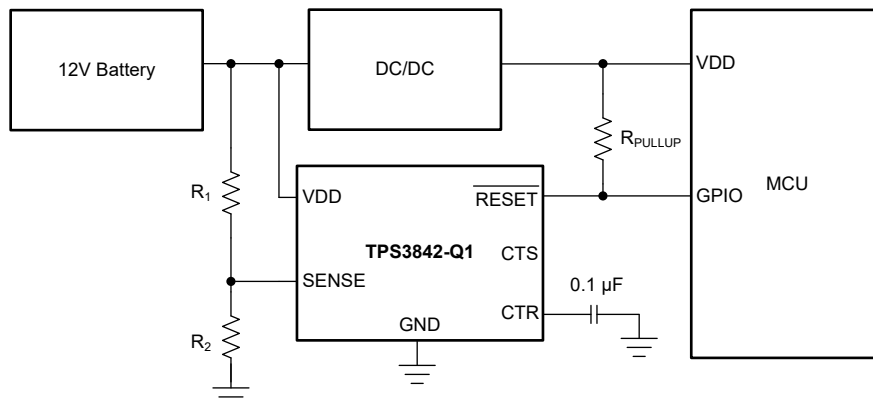 12V Battery
DC/DC
VDD
R₁
R_PULLUP
MCU
VDD
RESET
GPIO
TPS3842-Q1
CTS
SENSE
0.1 µF
CTR
GND
R₂